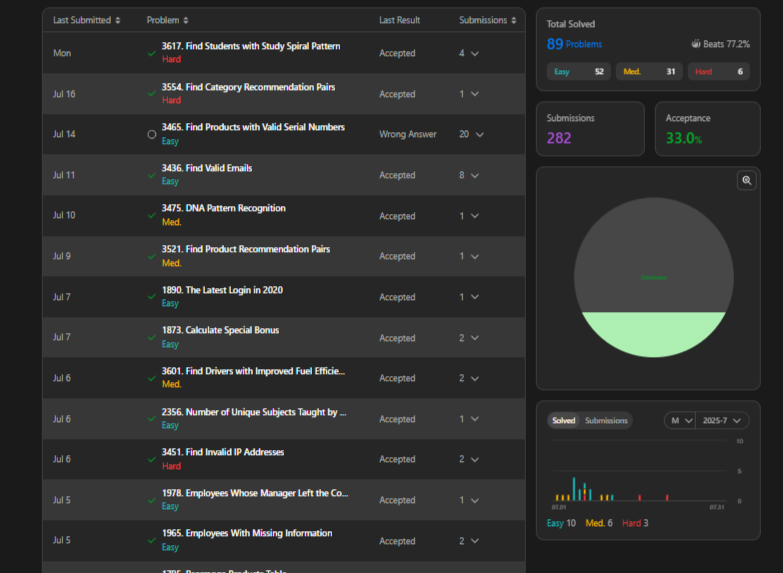 Last Submitted Problem Last Result Submissions
Mon 3617. Find Students with Study Spiral Pattern Accepted 4
Hard
Jul 16 3554. Find Category Recommendation Pairs Accepted 1
Hard
Jul 14 3465. Find Products with Valid Serial Numbers Wrong Answer 20
Easy
Jul 11 3436. Find Valid Emails Accepted 8
Easy
Jul 10 3475. DNA Pattern Recognition Accepted 1
Med.
Jul 9 3521. Find Product Recommendation Pairs Accepted 1
Med.
Jul 7 1890. The Latest Login in 2020 Accepted 1
Easy
Jul 7 1873. Calculate Special Bonus Accepted 2
Easy
Jul 6 3601. Find Drivers with Improved Fuel Efficie... Accepted 2
Med.
Jul 6 2356. Number of Unique Subjects Taught by ... Accepted 1
Easy
Jul 6 3451. Find Invalid IP Addresses Accepted 2
Hard
Jul 5 1978. Employees Whose Manager Left the Co... Accepted 1
Easy
Jul 5 1965. Employees With Missing Information Accepted 2
Easy
Total Solved
89 Problems Beats 77.2%
Easy 52 Med. 31 Hard 6
Submissions Acceptance
282 33.0%
Solved Submissions M 2025-7
10
5
0
07.01 07.31
Easy 10 Med. 6 Hard 3